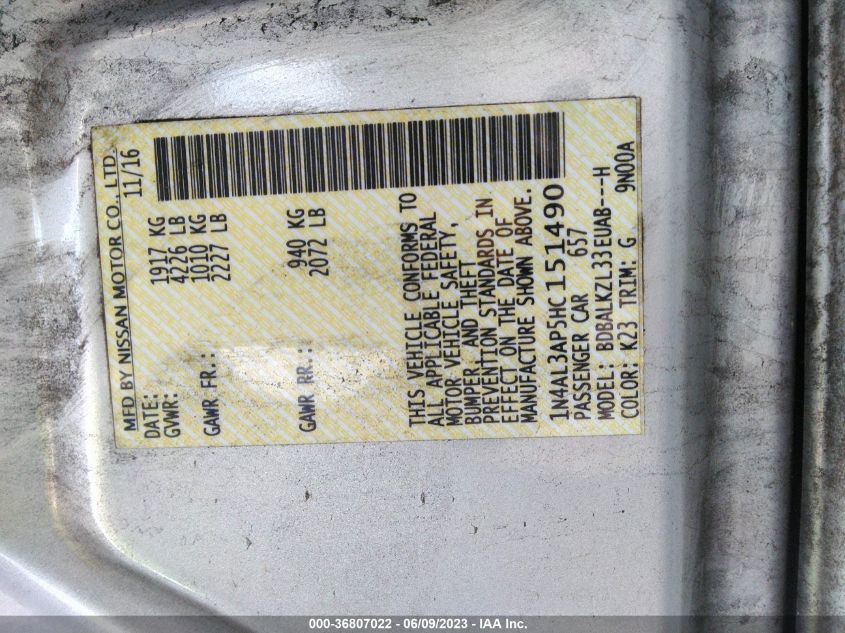 MFD BY NISSAN MOTOR CO., LTD.
DATE: 11/16
GVWR: 1917 KG
4226 LB
GAWR FR.: 1010 KG
2227 LB
GAWR RR.: 940 KG
2072 LB
THIS VEHICLE CONFORMS TO
ALL APPLICABLE FEDERAL
MOTOR VEHICLE SAFETY,
BUMPER AND THEFT
PREVENTION STANDARDS IN
EFFECT ON THE DATE OF
MANUFACTURE SHOWN ABOVE.
1N4AL3AP5HC151490
PASSENGER CAR 657
MODEL: BDBALKZL33EUAB---H
COLOR: K23 TRIM: G 9N00A
000-36807022 - 06/09/2023 - IAA Inc.